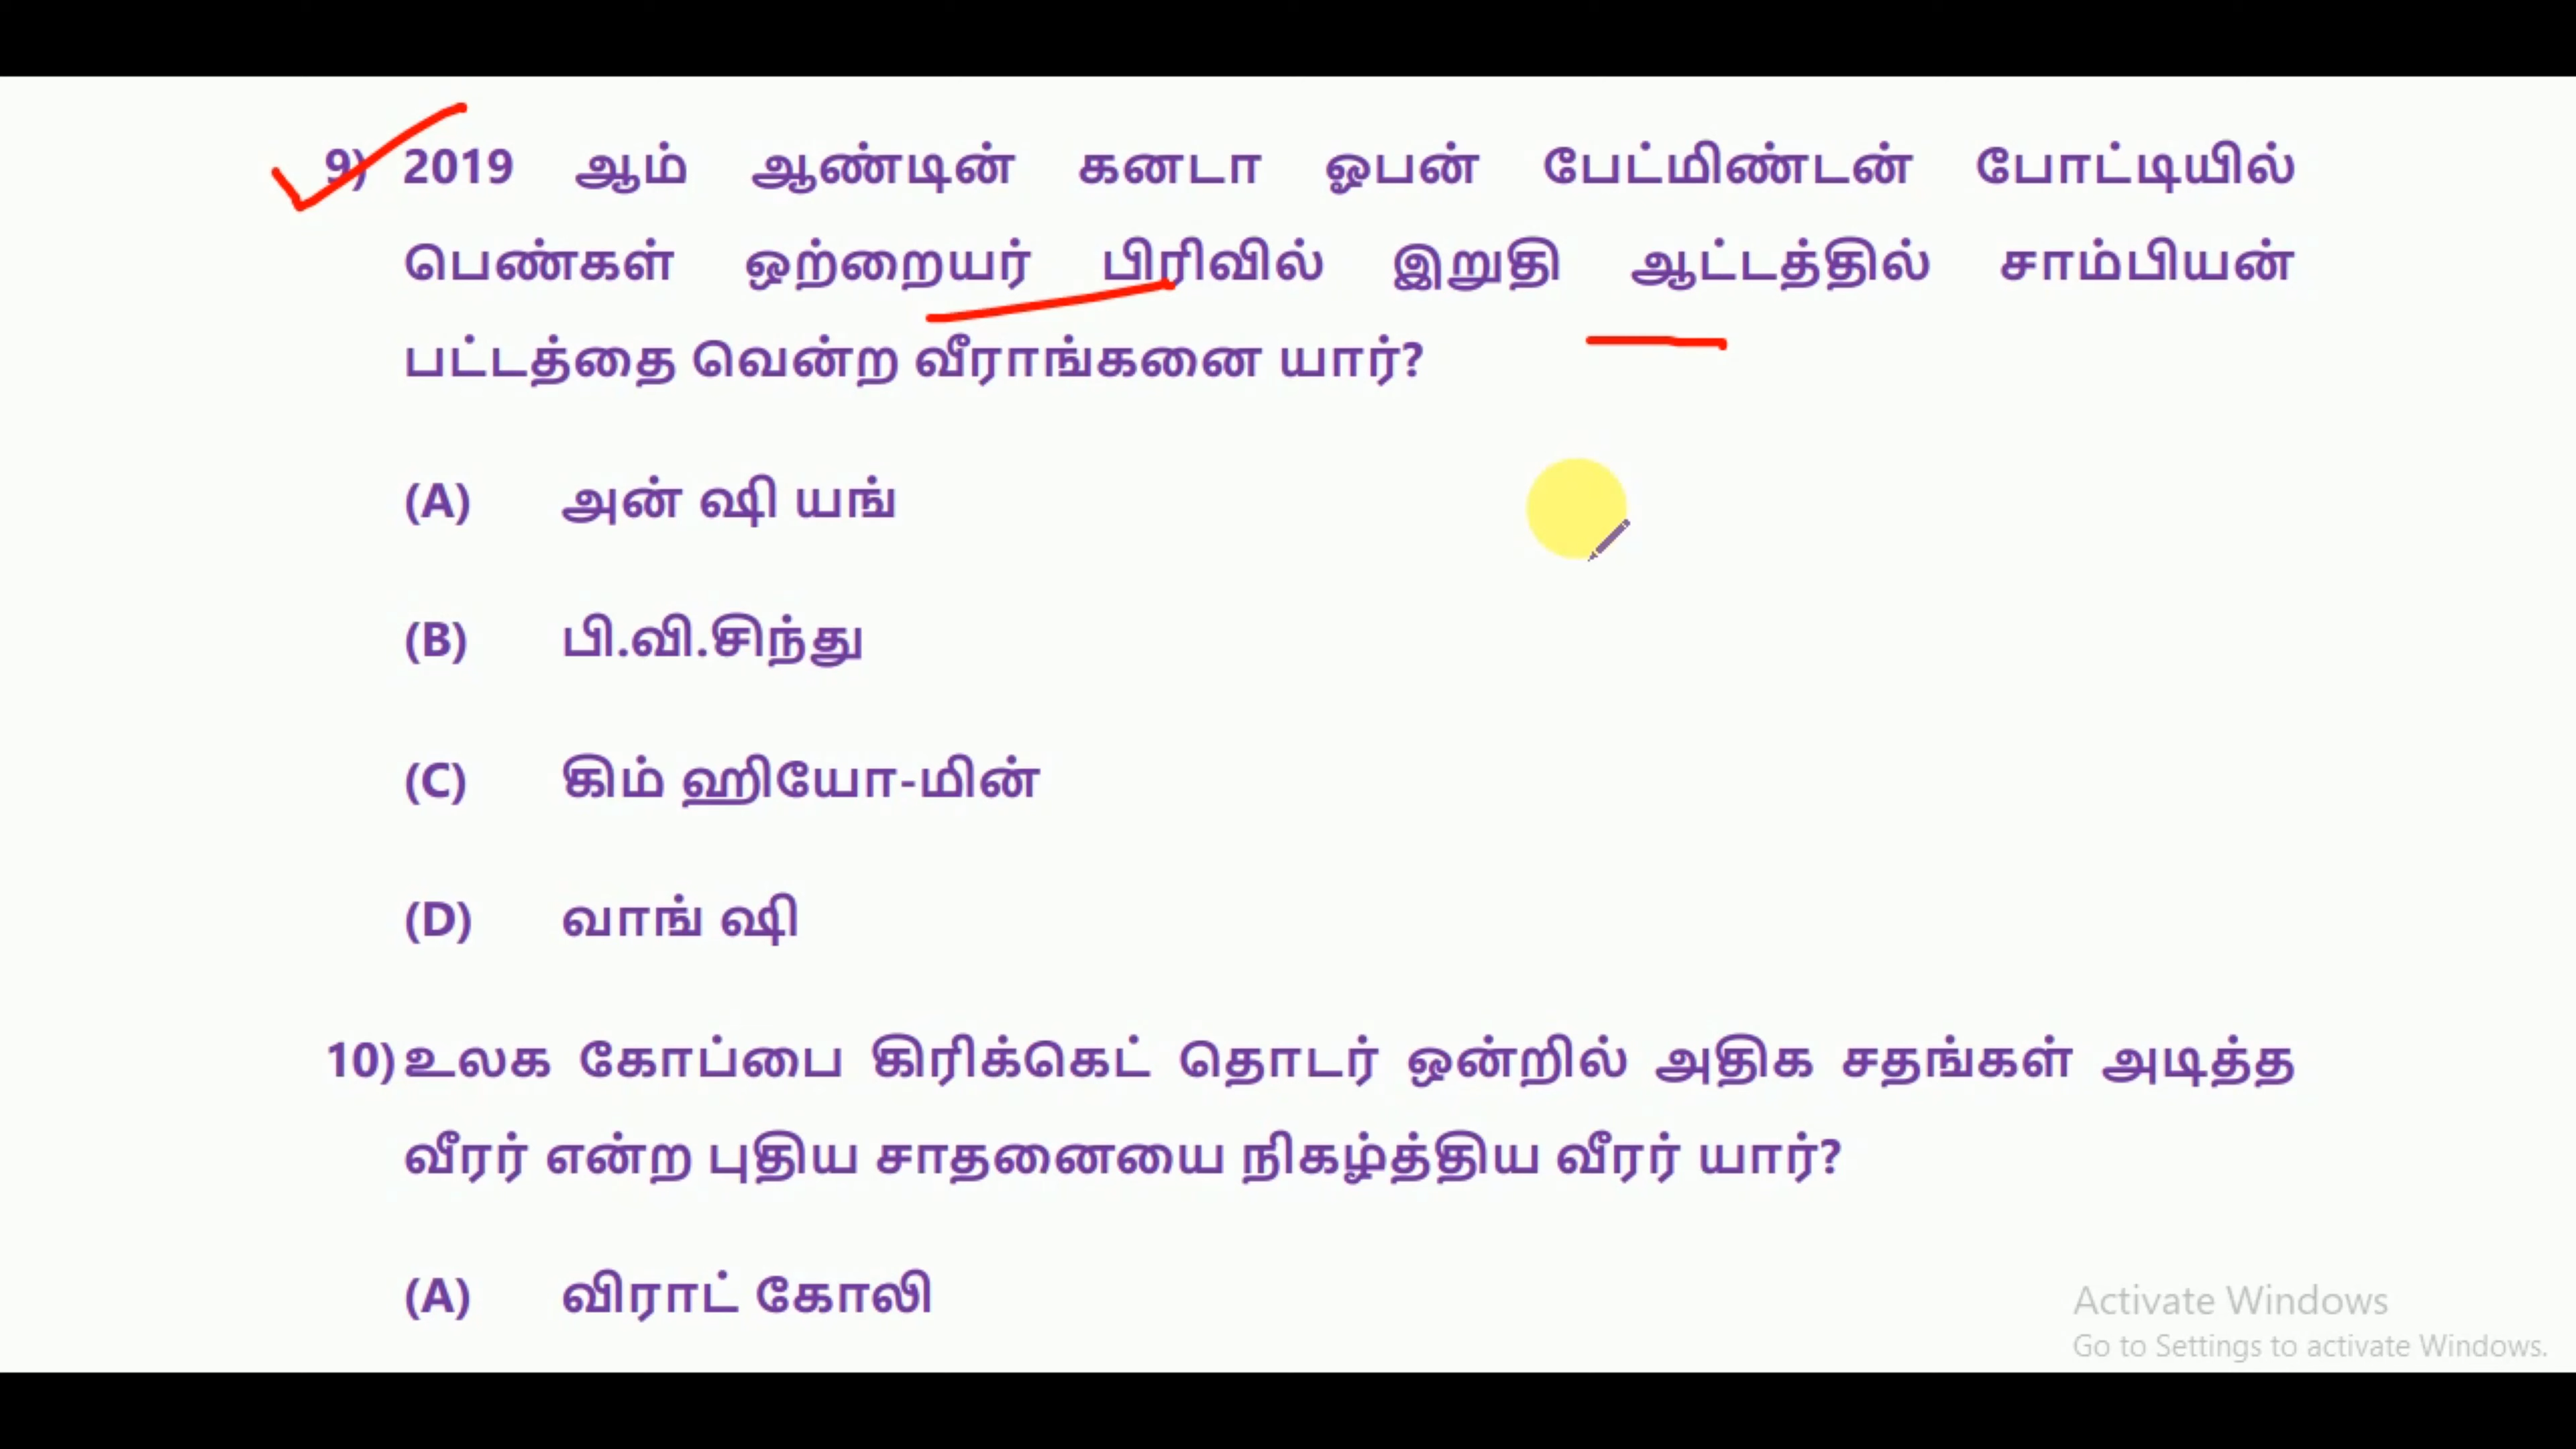 9) 2019 ஆம் ஆண்டின் கனடா ஓபன் பேட்மிண்டன் போட்டியில்
பெண்கள் ஒற்றையர் பிரிவில் இறுதி ஆட்டத்தில் சாம்பியன்
பட்டத்தை வென்ற வீராங்கனை யார்?
(A) அன் ஷி யங்
(B) பி.வி.சிந்து
(C) கிம் ஹியோ-மின்
(D) வாங் ஷி
10) உலக கோப்பை கிரிக்கெட் தொடர் ஒன்றில் அதிக சதங்கள் அடித்த
வீரர் என்ற புதிய சாதனையை நிகழ்த்திய வீரர் யார்?
(A) விராட் கோலி
Activate Windows
Go to Settings to activate Windows.